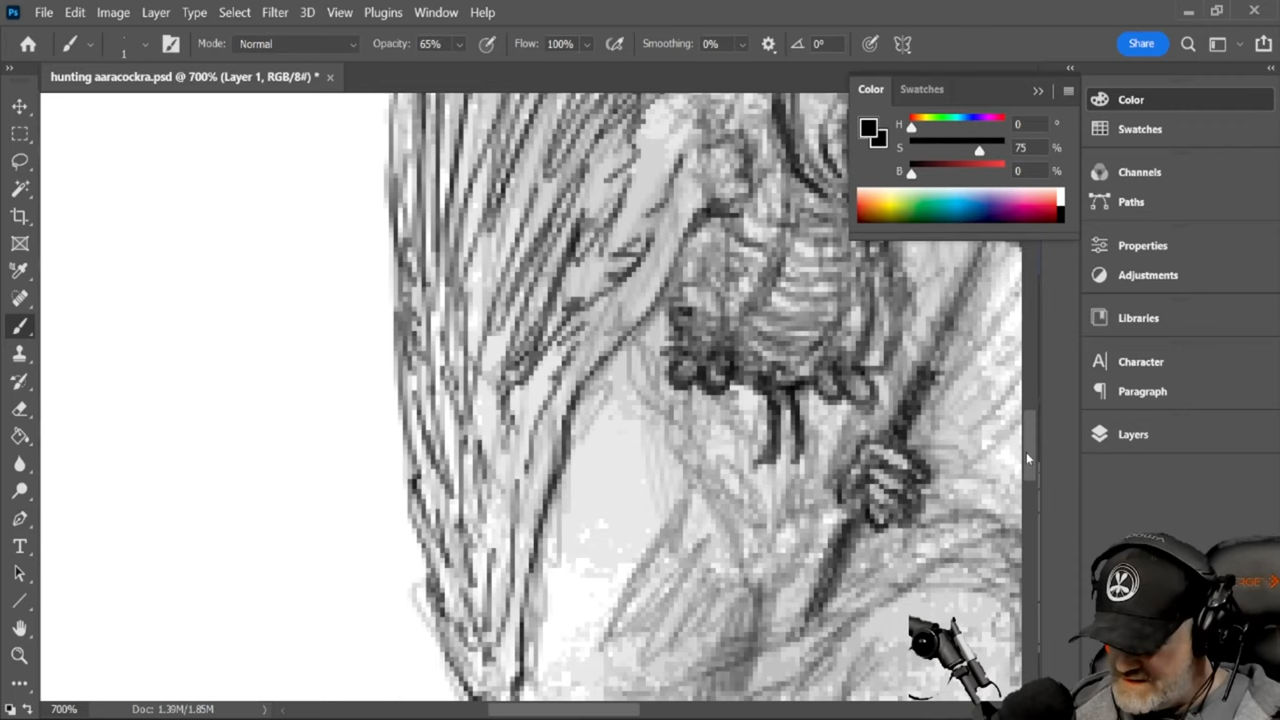 Ps File Edit Image Layer Type Select Filter 3D View Plugins Window Help
1 Mode: Normal Opacity: 65% Flow: 100% Smoothing: 0% 0° Share
hunting aaracockra.psd @ 700% (Layer 1, RGB/8#) * ×
Color Swatches
H 0 °
S 75 %
B 0 %
Color
Swatches
Channels
Paths
Properties
Adjustments
Libraries
Character
Paragraph
Layers
700% Doc: 1.39M/1.85M